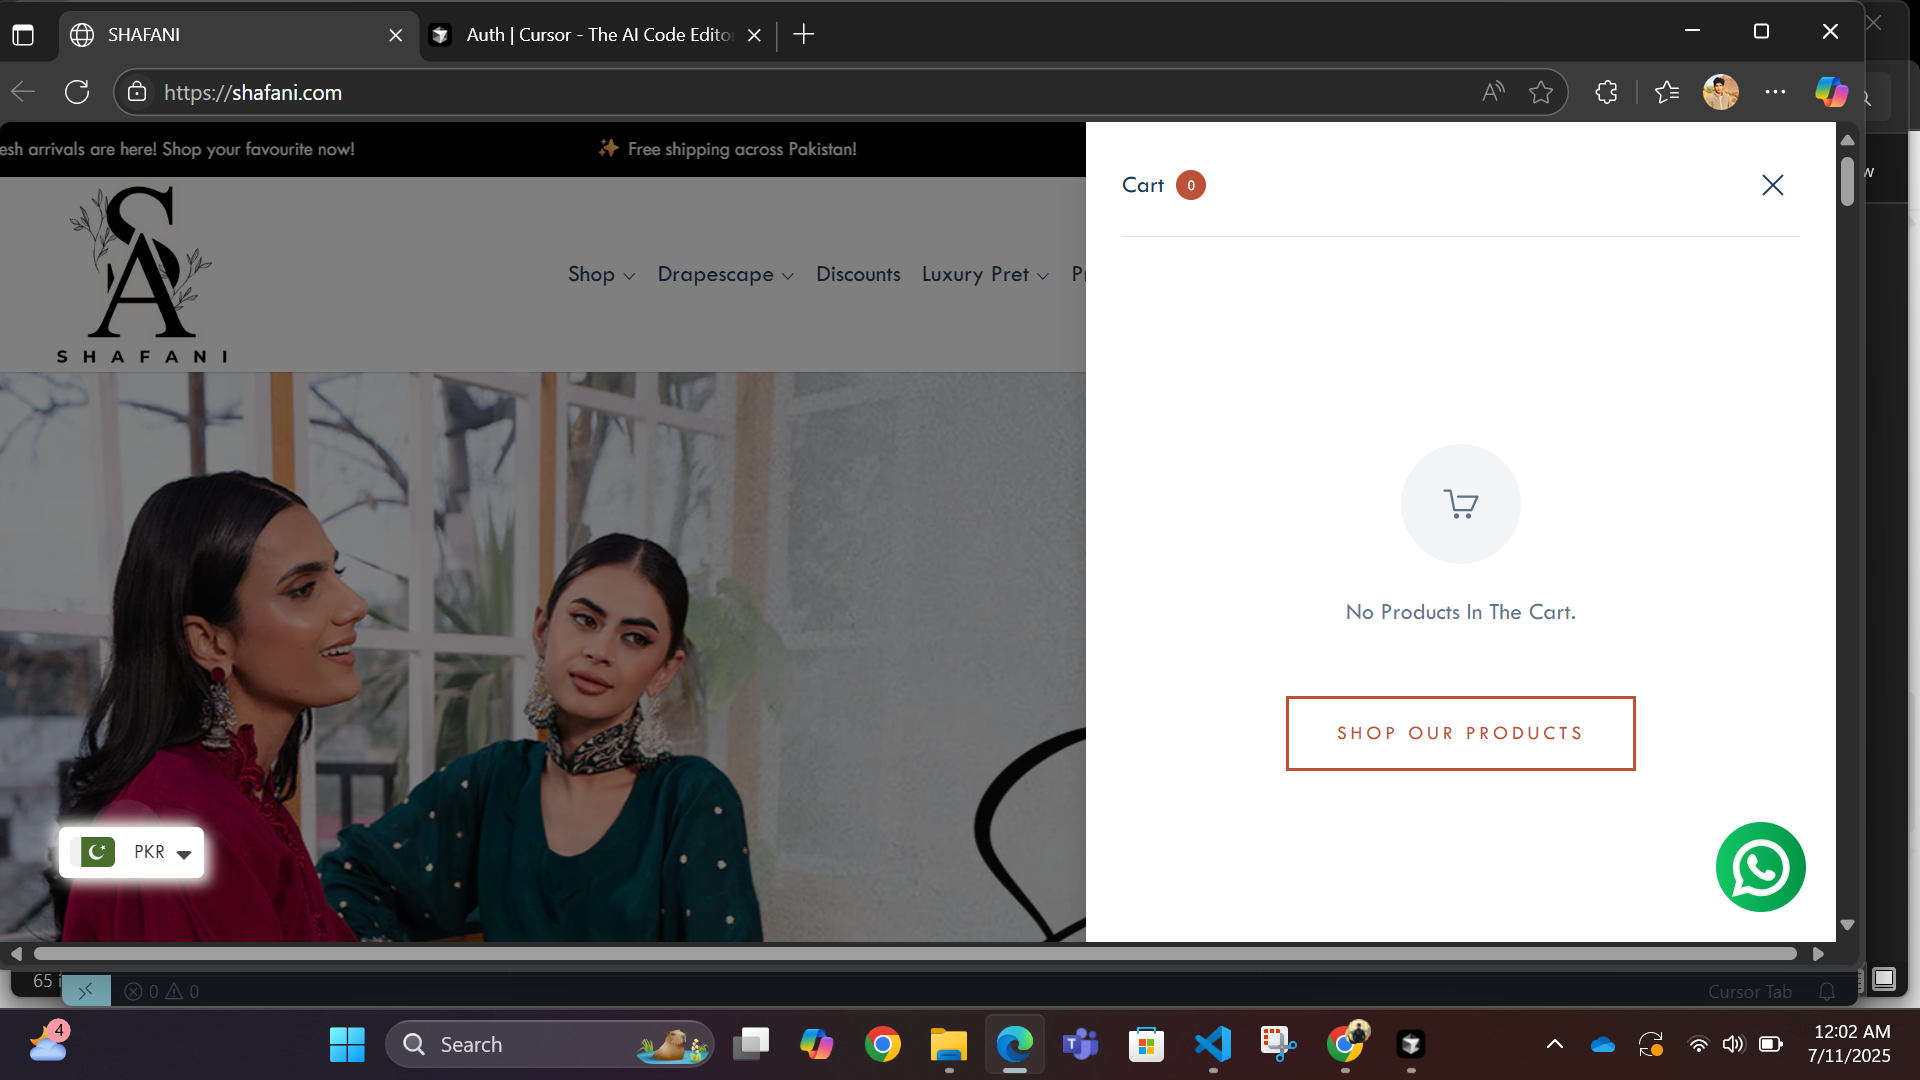 SHAFANI
Auth | Cursor - The AI Code Edito
https://shafani.com
esh arrivals are here! Shop your favourite now!
✨ Free shipping across Pakistan!
SA
SHAFANI
Shop
Drapescape
Discounts
Luxury Pret
Pr
Cart 0
No Products In The Cart.
SHOP OUR PRODUCTS
PKR
w
65 i
0 0
Cursor Tab
4
Search
T
12:02 AM
7/11/2025